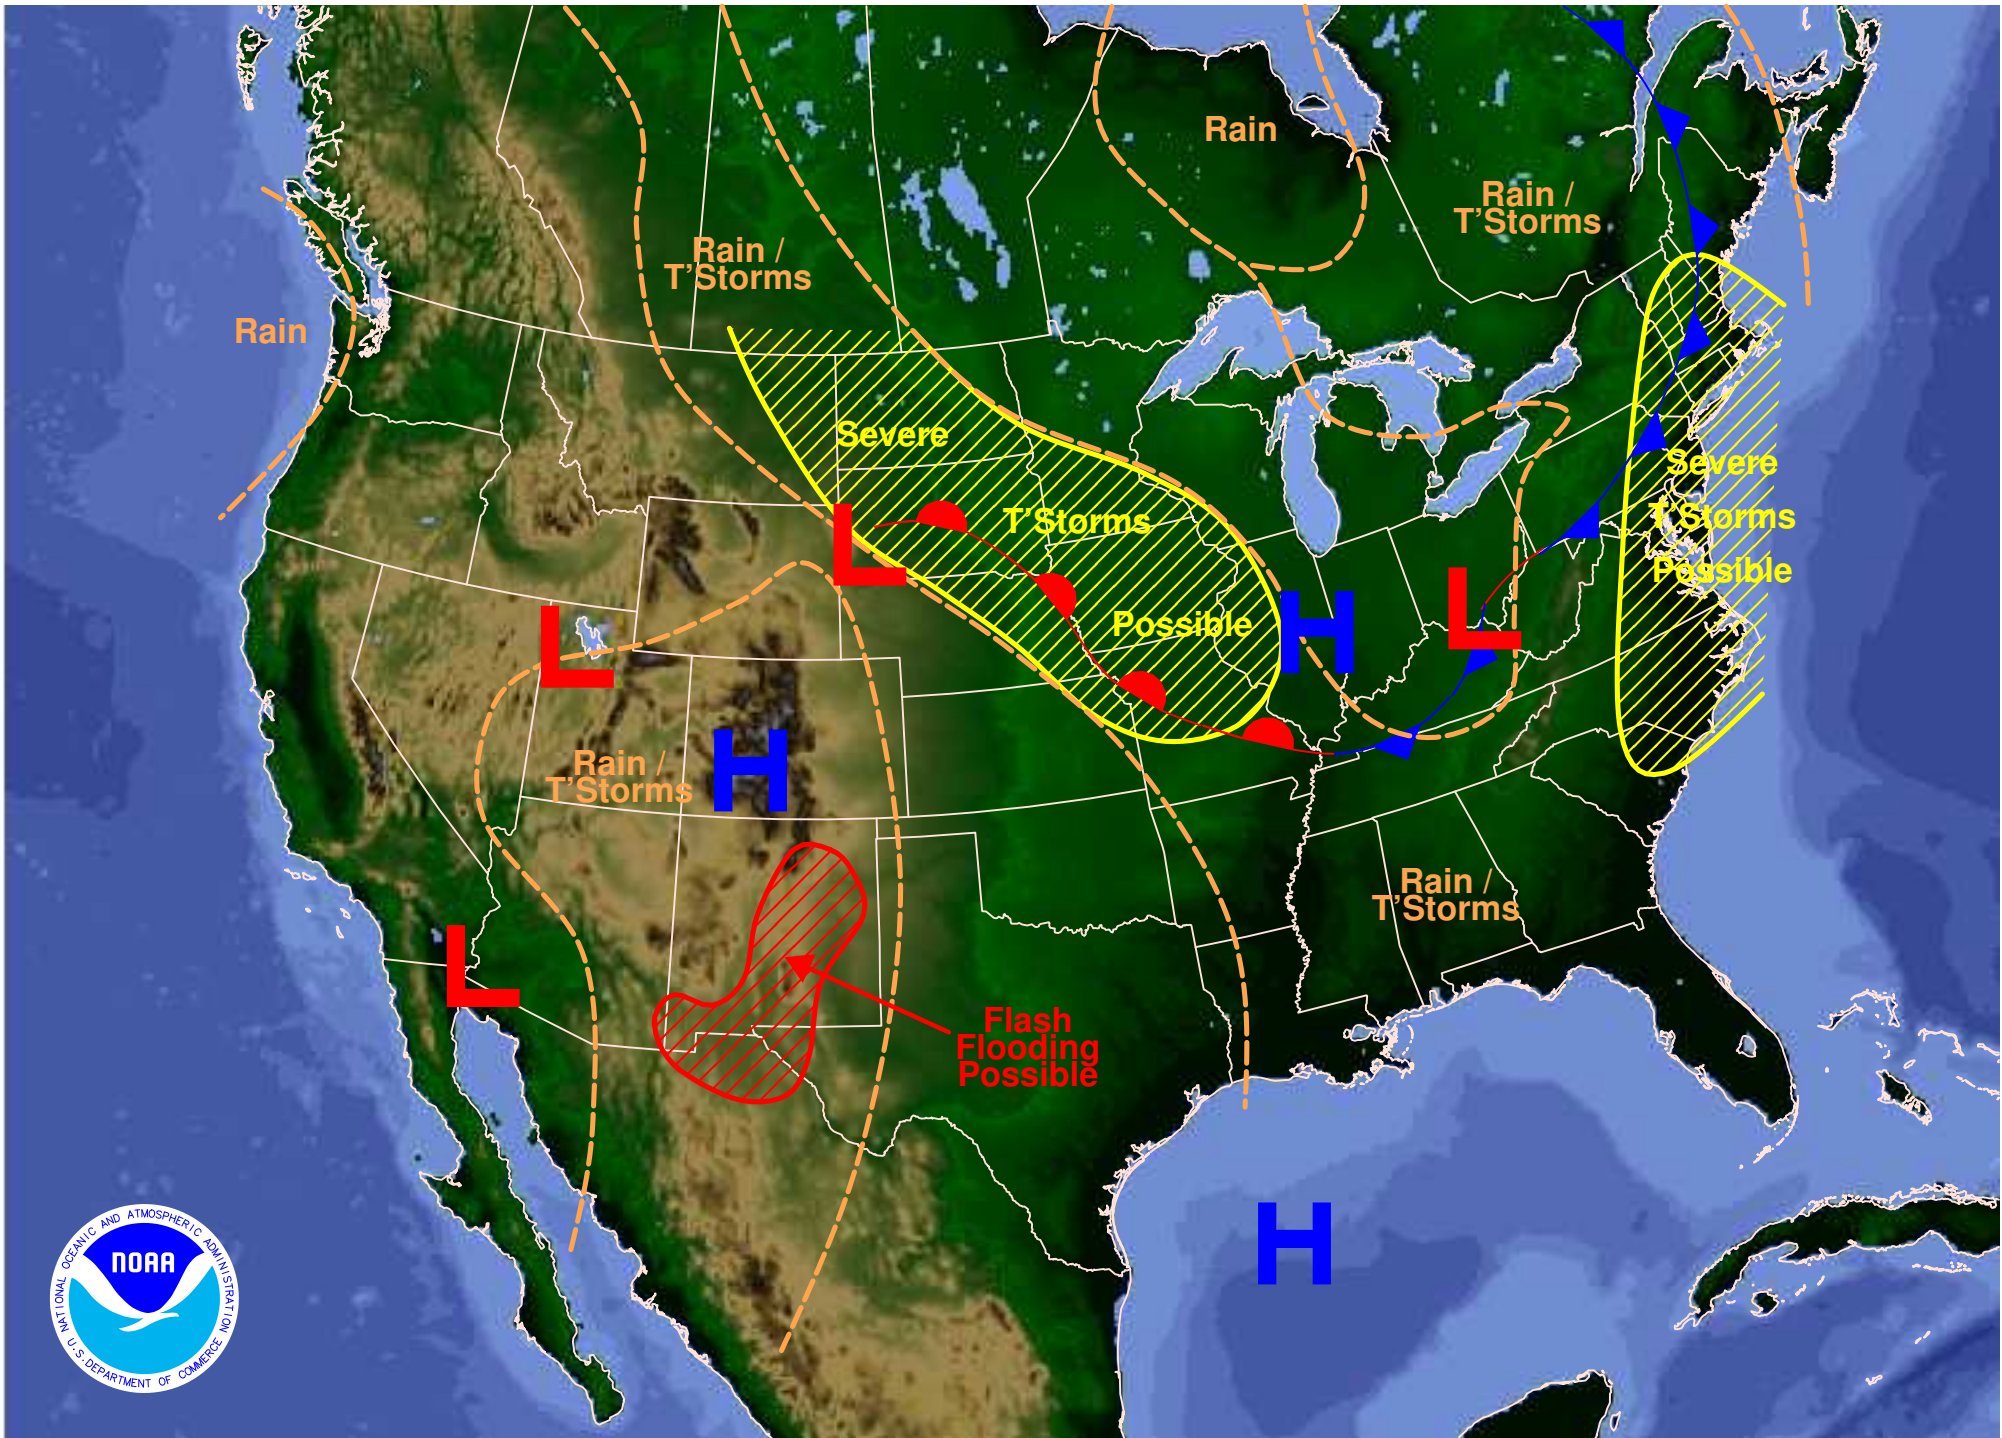 Rain
Rain /
T'Storms
Rain /
T'Storms
Rain
Severe
T'Storms
Possible
Severe
T'Storms
Possible
L
L
H
L
H
Rain /
T'Storms
Rain /
T'Storms
L
Flash
Flooding
Possible
H
NATIONAL OCEANIC AND ATMOSPHERIC ADMINISTRATION
NOAA
U.S. DEPARTMENT OF COMMERCE